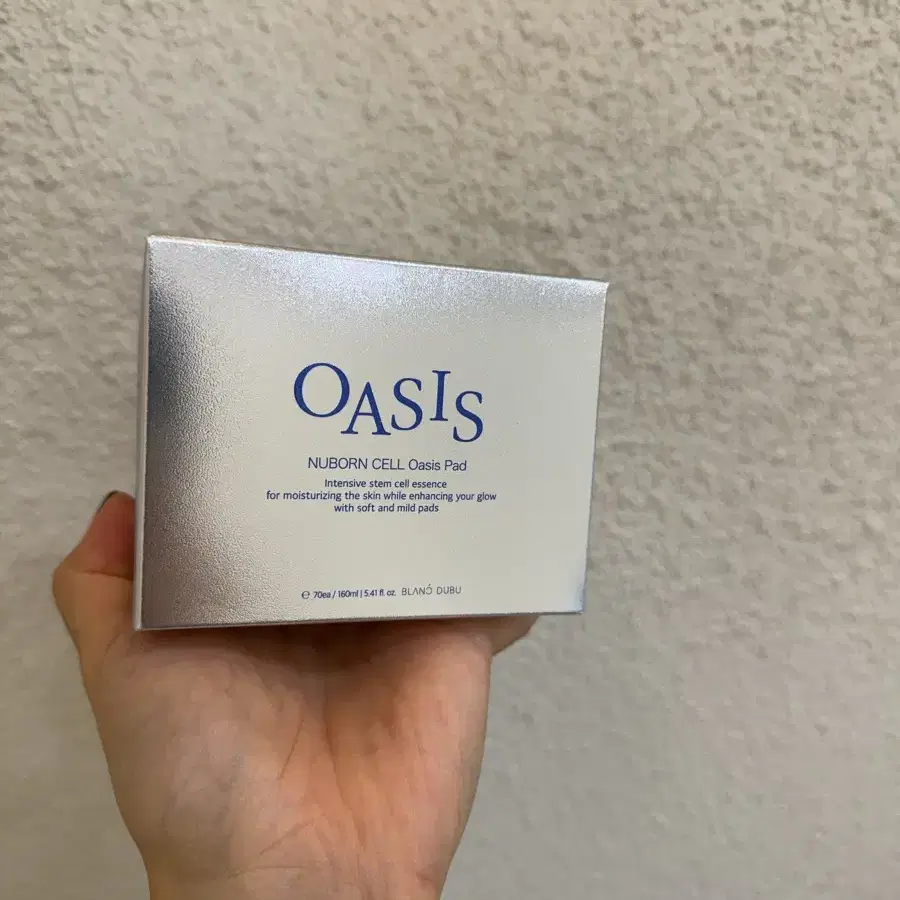 OASIS
NUBORN CELL Oasis Pad
Intensive stem cell essence
for moisturizing the skin while enhancing your glow
with soft and mild pads
℮ 70ea / 160ml | 5.41 fl. oz. BLANÓ DUBU